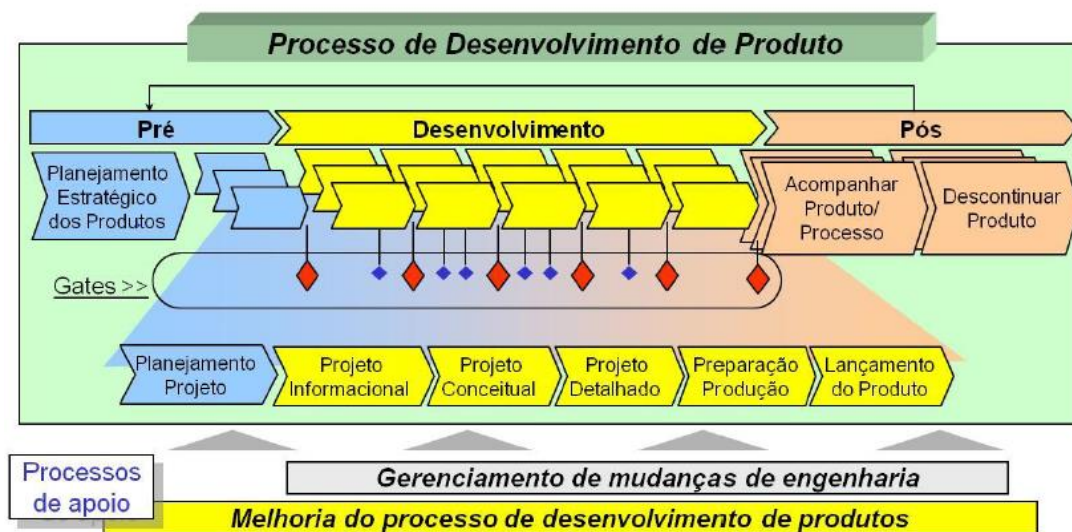 Processo de Desenvolvimento de Produto
Pré
Desenvolvimento
Pós
Planejamento
Estratégico
dos Produtos
Acompanhar
Produto/
Processo
Descontinuar
Produto
Gates >>
Planejamento
Projeto
Projeto
Informacional
Projeto
Conceitual
Projeto
Detalhado
Preparação
Produção
Lançamento
do Produto
Processos
de apoio
Gerenciamento de mudanças de engenharia
Melhoria do processo de desenvolvimento de produtos